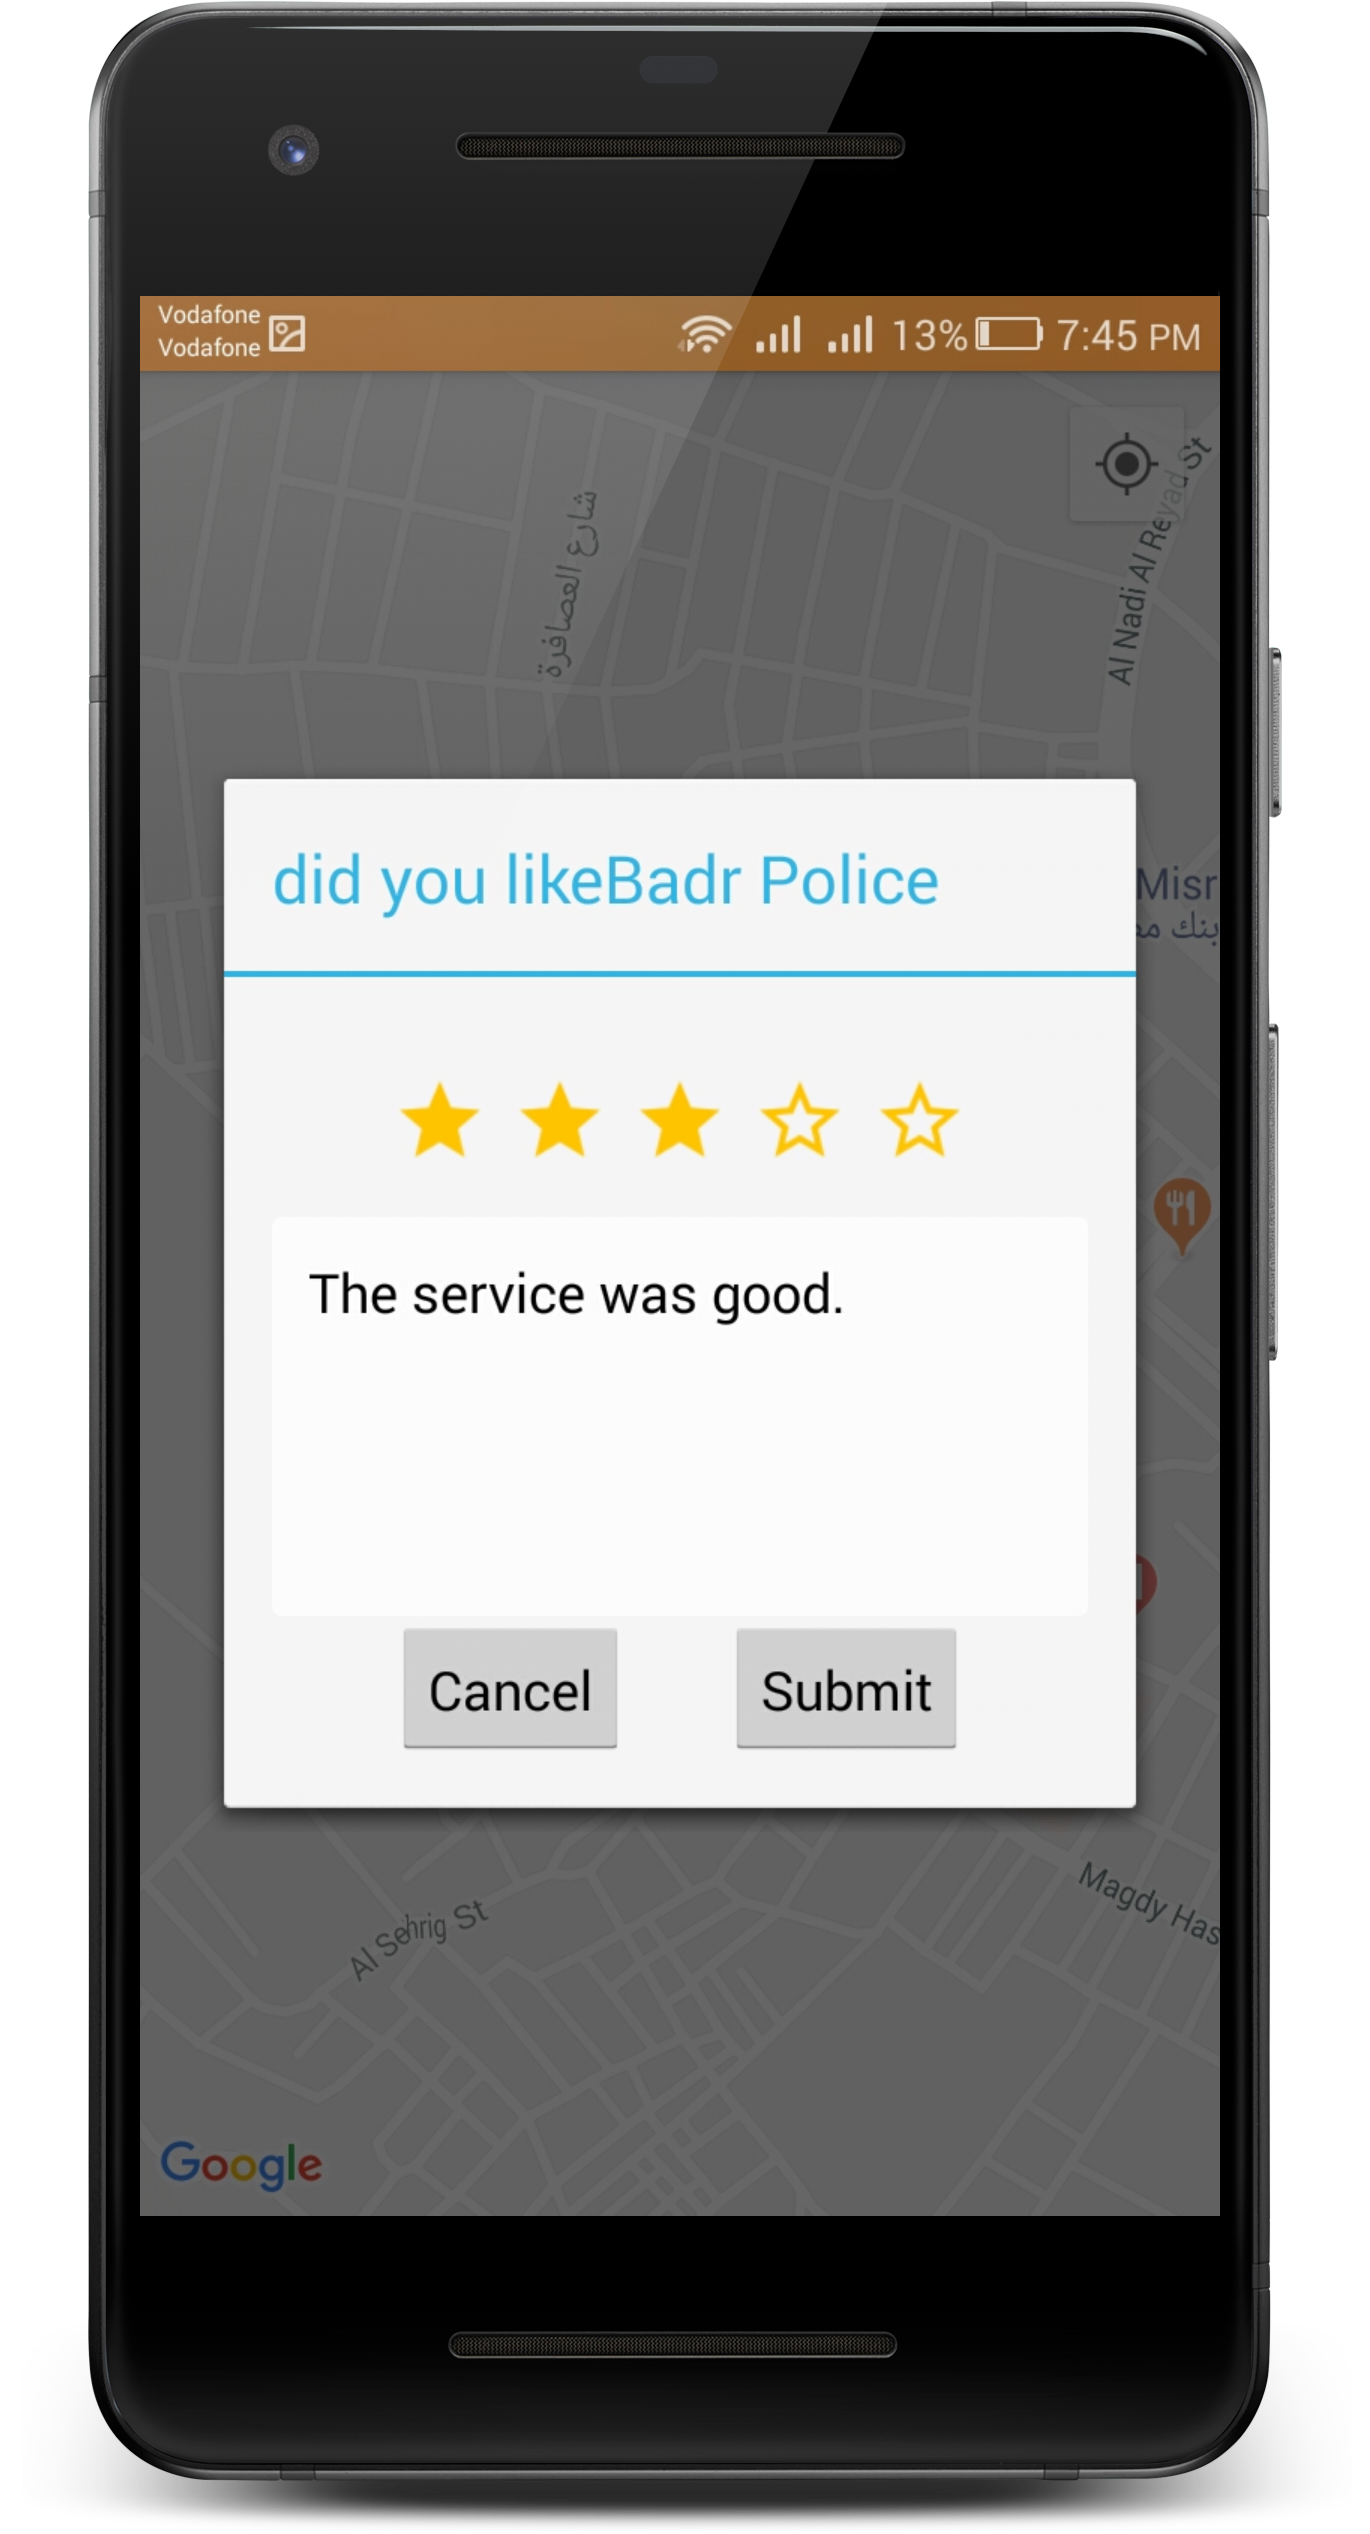 Vodafone
Vodafone
13%
7:45 PM
Al Nadi Al Reyad St
شارع العصافرة
did you likeBadr Police
Misr
بنك
The service was good.
Cancel
Submit
Al Sehrig St
Magdy Has
Google